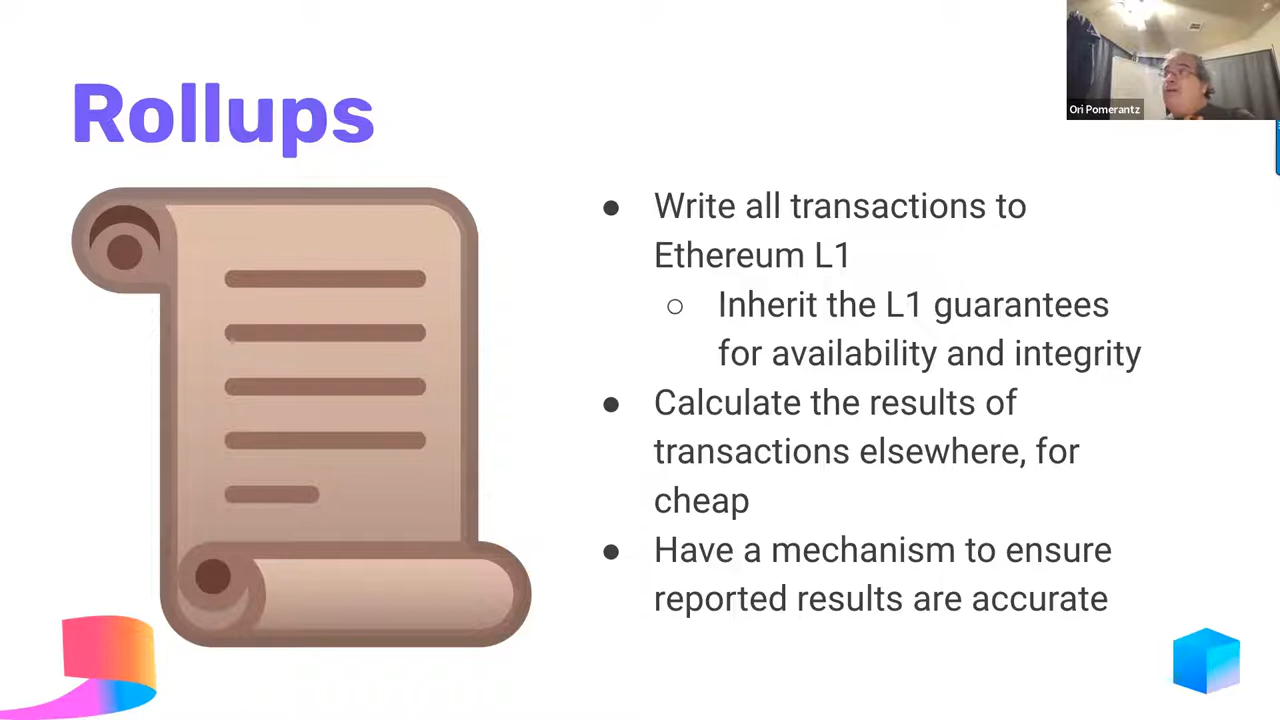 Rollups
Ori Pomerantz
● Write all transactions to
Ethereum L1
○ Inherit the L1 guarantees
for availability and integrity
● Calculate the results of
transactions elsewhere, for
cheap
● Have a mechanism to ensure
reported results are accurate